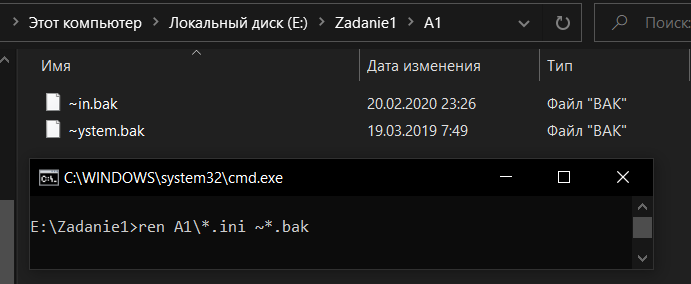 Этот компьютер > Локальный диск (E:) > Zadanie1 > A1 Поиск:
Имя Дата изменения Тип
~in.bak 20.02.2020 23:26 Файл "BAK"
~ystem.bak 19.03.2019 7:49 Файл "BAK"
C:\WINDOWS\system32\cmd.exe
E:\Zadanie1>ren A1\*.ini ~*.bak